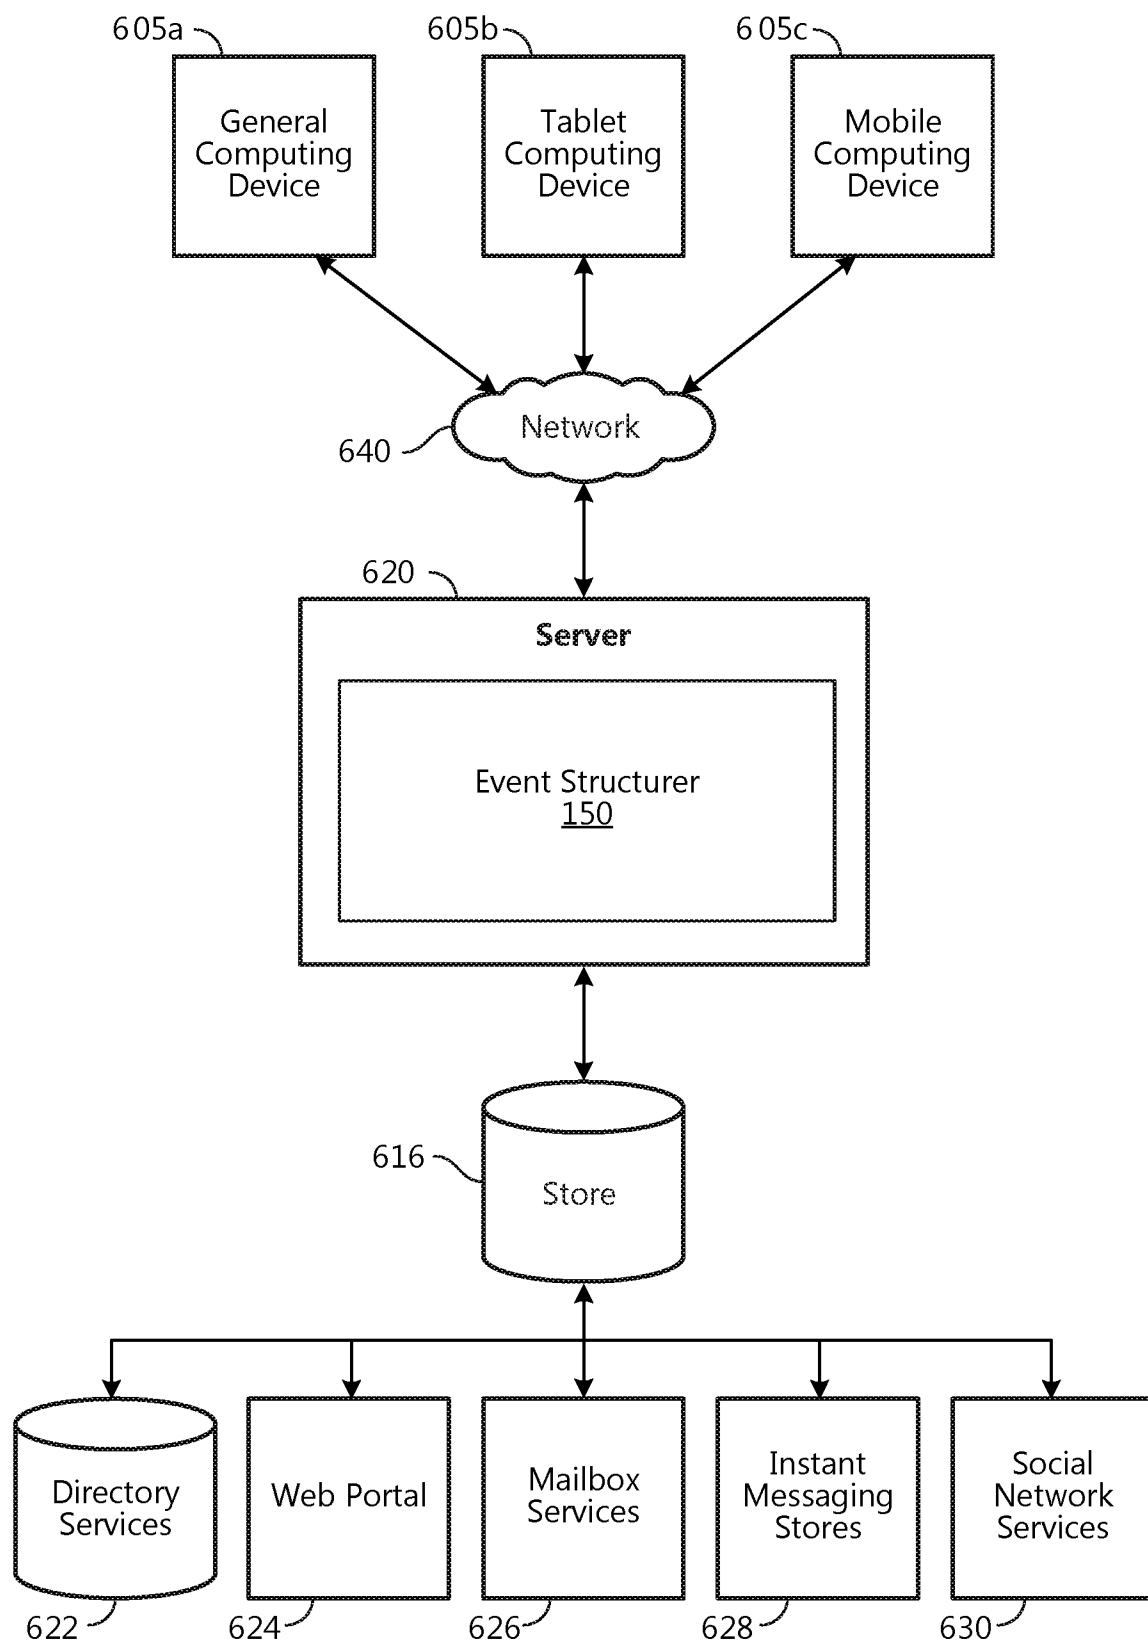 605a
605b
605c
General
Computing
Device
Tablet
Computing
Device
Mobile
Computing
Device
Network
640
620
Server
Event Structurer
150
616
Store
Directory
Services
Web Portal
Mailbox
Services
Instant
Messaging
Stores
Social
Network
Services
622
624
626
628
630